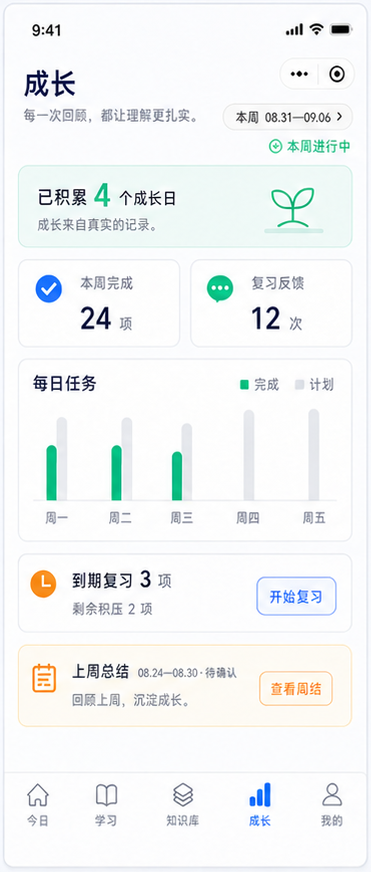 9:41
成长
每一次回顾，都让理解更扎实。
本周 08.31—09.06
本周进行中
已积累 4 个成长日
成长来自真实的记录。
本周完成
24 项
复习反馈
12 次
每日任务
完成 计划
周一 周二 周三 周四 周五
到期复习 3 项
剩余积压 2 项
开始复习
上周总结 08.24—08.30 · 待确认
回顾上周，沉淀成长。
查看周结
今日 学习 知识库 成长 我的